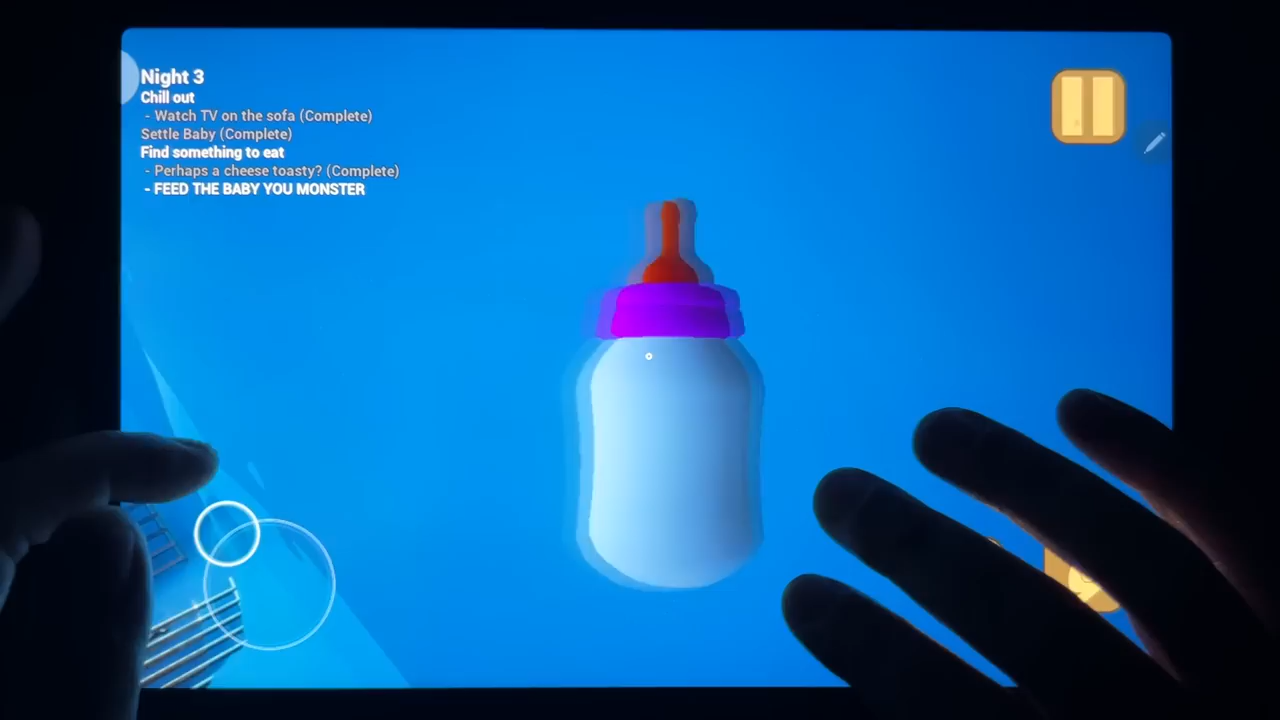 Night 3
Chill out
- Watch TV on the sofa (Complete)
Settle Baby (Complete)
Find something to eat
- Perhaps a cheese toasty? (Complete)
- FEED THE BABY YOU MONSTER